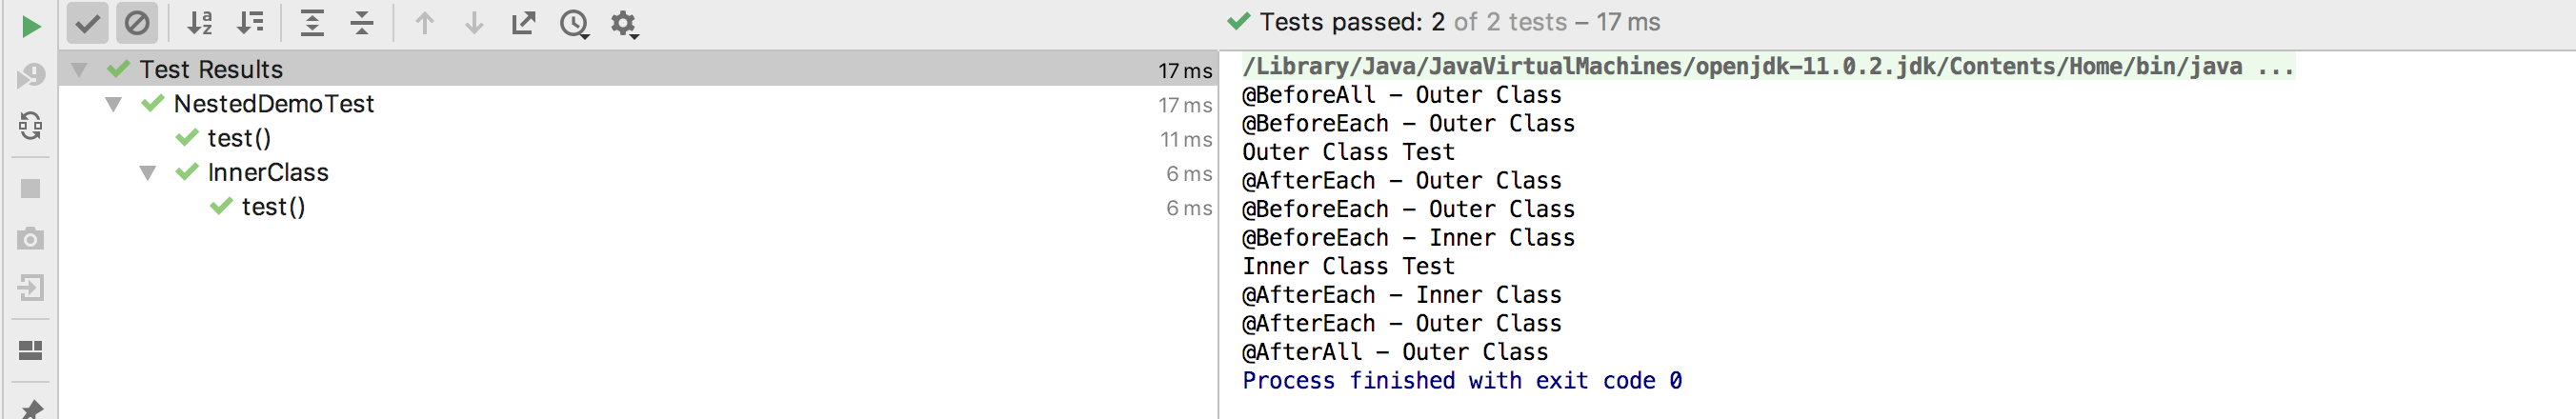 Tests passed: 2 of 2 tests – 17 ms
Test Results 17 ms
NestedDemoTest 17 ms
test() 11 ms
InnerClass 6 ms
test() 6 ms
/Library/Java/JavaVirtualMachines/openjdk-11.0.2.jdk/Contents/Home/bin/java ...
@BeforeAll - Outer Class
@BeforeEach - Outer Class
Outer Class Test
@AfterEach - Outer Class
@BeforeEach - Outer Class
@BeforeEach - Inner Class
Inner Class Test
@AfterEach - Inner Class
@AfterEach - Outer Class
@AfterAll - Outer Class
Process finished with exit code 0